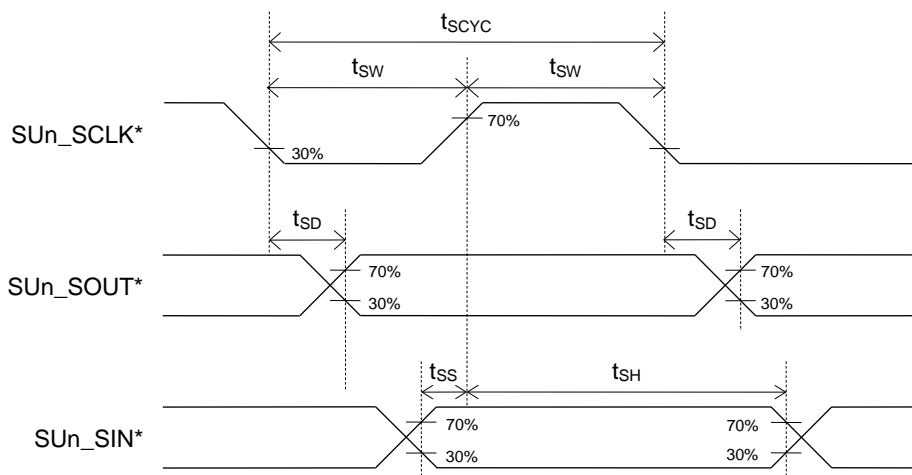 tSCYC
tSW tSW
SUn_SCLK*
70%
30%
tSD tSD
SUn_SOUT*
70% 70%
30% 30%
tSS tSH
SUn_SIN*
70% 70%
30% 30%